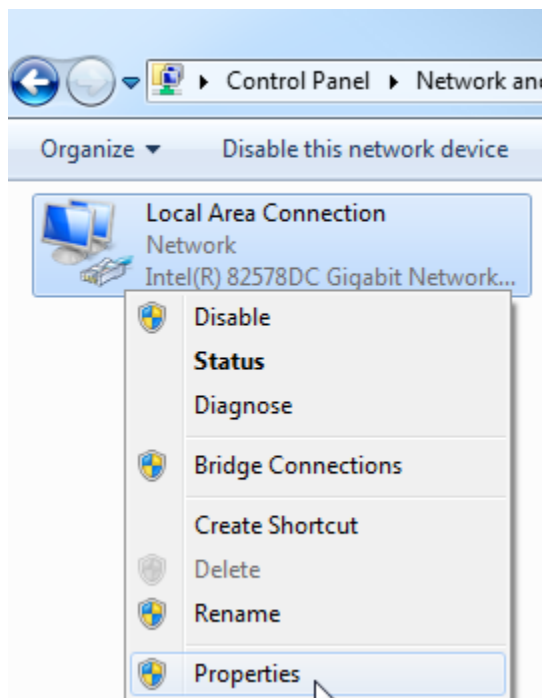 Control Panel Network an
Organize Disable this network device
Local Area Connection
Network
Intel(R) 82578DC Gigabit Network...
Disable
Status
Diagnose
Bridge Connections
Create Shortcut
Delete
Rename
Properties